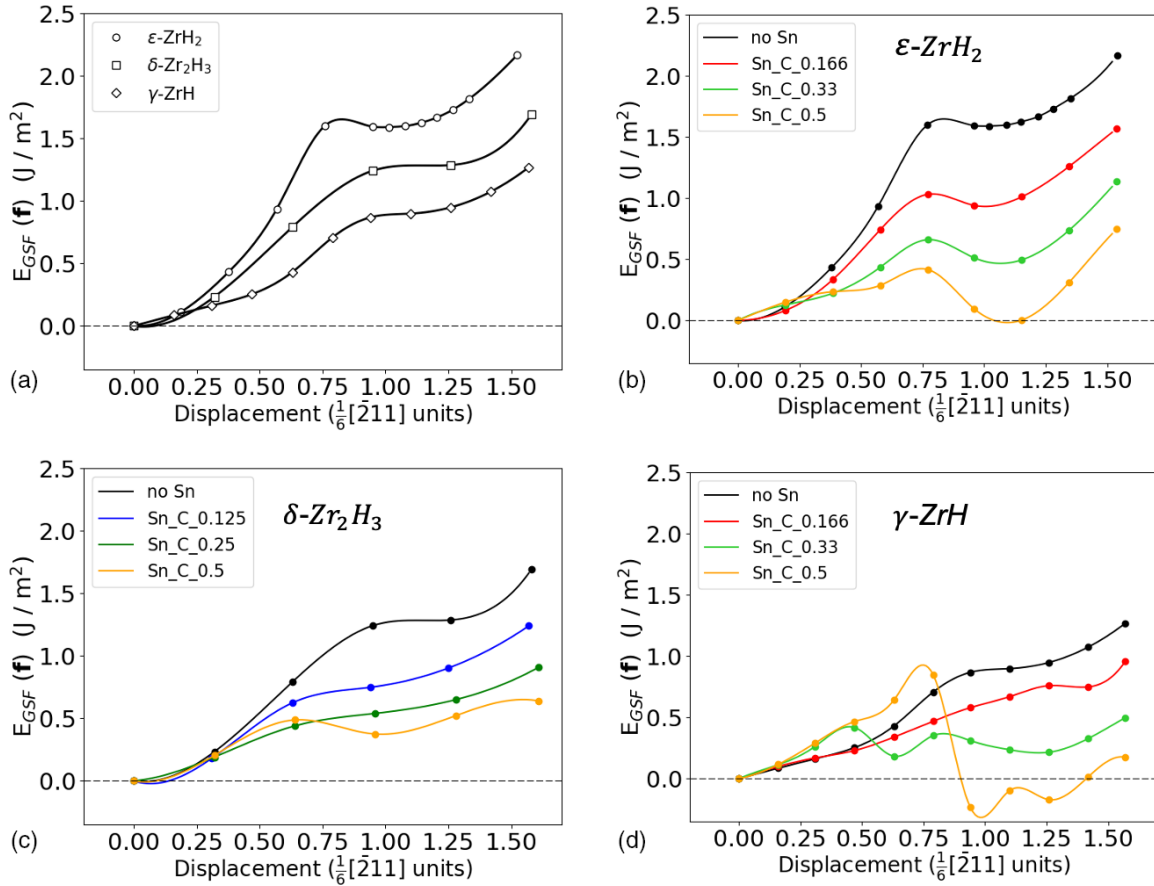 2.5
2.0
1.5
1.0
0.5
0.0
E_GSF (f) (J / m²)
ε-ZrH₂
δ-Zr₂H₃
γ-ZrH
0.00 0.25 0.50 0.75 1.00 1.25 1.50
Displacement (1/6[2̄11] units)
(a)
2.5
2.0
1.5
1.0
0.5
0.0
E_GSF (f) (J / m²)
no Sn
Sn_C_0.166
Sn_C_0.33
Sn_C_0.5
ε-ZrH₂
0.00 0.25 0.50 0.75 1.00 1.25 1.50
Displacement (1/6[2̄11] units)
(b)
2.5
2.0
1.5
1.0
0.5
0.0
E_GSF (f) (J / m²)
no Sn
Sn_C_0.125
Sn_C_0.25
Sn_C_0.5
δ-Zr₂H₃
0.00 0.25 0.50 0.75 1.00 1.25 1.50
Displacement (1/6[2̄11] units)
(c)
2.5
2.0
1.5
1.0
0.5
0.0
E_GSF (f) (J / m²)
no Sn
Sn_C_0.166
Sn_C_0.33
Sn_C_0.5
γ-ZrH
0.00 0.25 0.50 0.75 1.00 1.25 1.50
Displacement (1/6[2̄11] units)
(d)